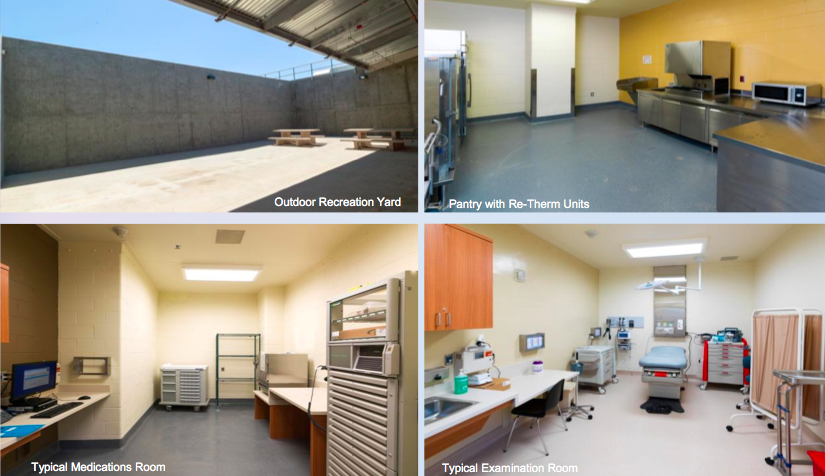 Outdoor Recreation Yard
Pantry with Re-Therm Units
Typical Medications Room
Typical Examination Room